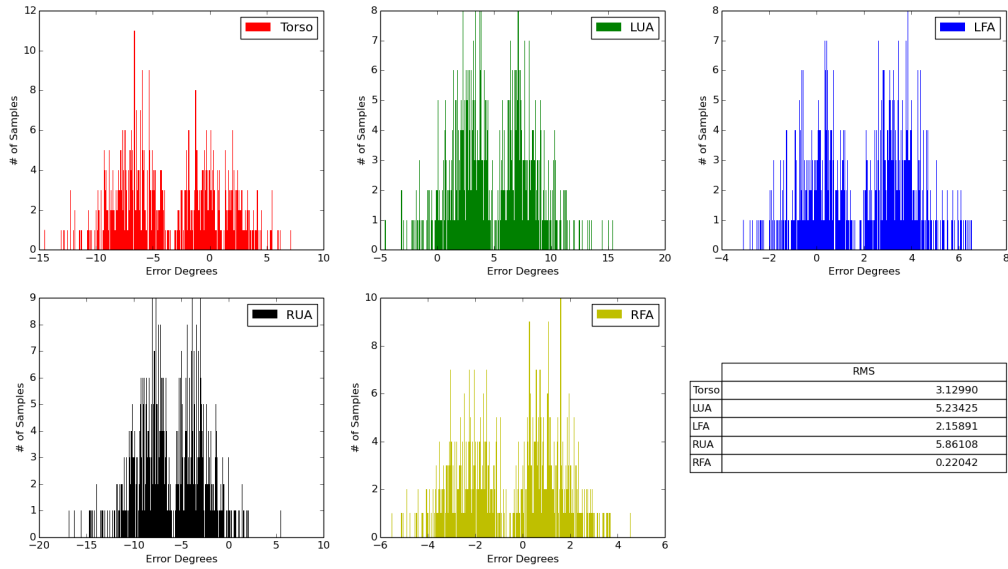 Torso
12
10
8
6
4
2
0
−15 −10 −5 0 5 10
# of Samples
Error Degrees
LUA
8
7
6
5
4
3
2
1
0
−5 0 5 10 15 20
# of Samples
Error Degrees
LFA
8
7
6
5
4
3
2
1
0
−4 −2 0 2 4 6 8
# of Samples
Error Degrees
RUA
9
8
7
6
5
4
3
2
1
0
−20 −15 −10 −5 0 5 10
# of Samples
Error Degrees
RFA
10
8
6
4
2
0
−6 −4 −2 0 2 4 6
# of Samples
Error Degrees
RMS
Torso 3.12990
LUA 5.23425
LFA 2.15891
RUA 5.86108
RFA 0.22042